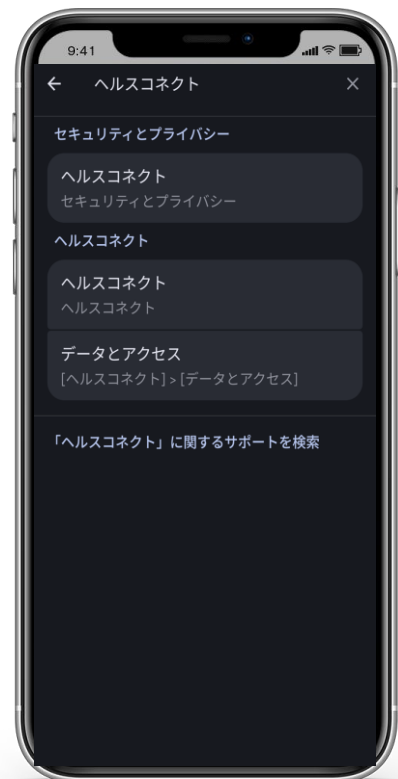 9:41
ヘルスコネクト
セキュリティとプライバシー
ヘルスコネクト
セキュリティとプライバシー
ヘルスコネクト
ヘルスコネクト
ヘルスコネクト
データとアクセス
[ヘルスコネクト] > [データとアクセス]
「ヘルスコネクト」に関するサポートを検索